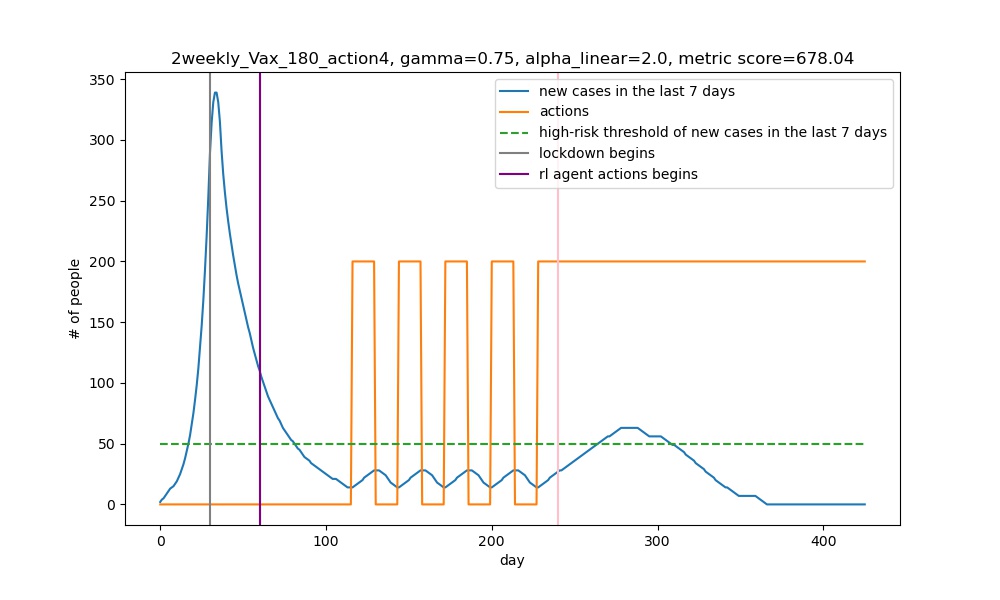 2weekly_Vax_180_action4, gamma=0.75, alpha_linear=2.0, metric score=678.04
new cases in the last 7 days
actions
high-risk threshold of new cases in the last 7 days
lockdown begins
rl agent actions begins
# of people
350
300
250
200
150
100
50
0
0 100 200 300 400
day